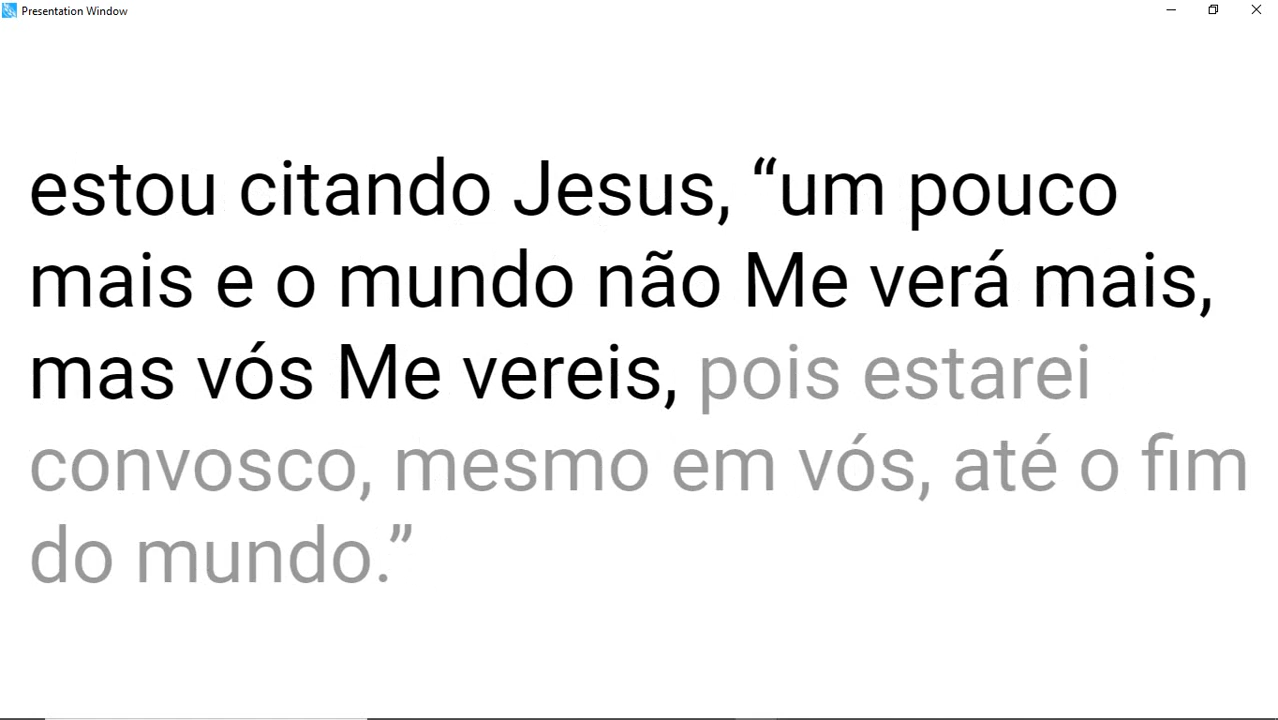 Presentation Window
estou citando Jesus, “um pouco
mais e o mundo não Me verá mais,
mas vós Me vereis, pois estarei
convosco, mesmo em vós, até o fim
do mundo.”